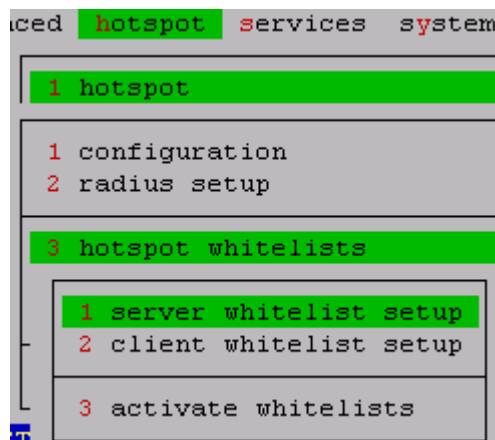 hotspot services system
1 hotspot
1 configuration
2 radius setup
3 hotspot whitelists
1 server whitelist setup
2 client whitelist setup
3 activate whitelists